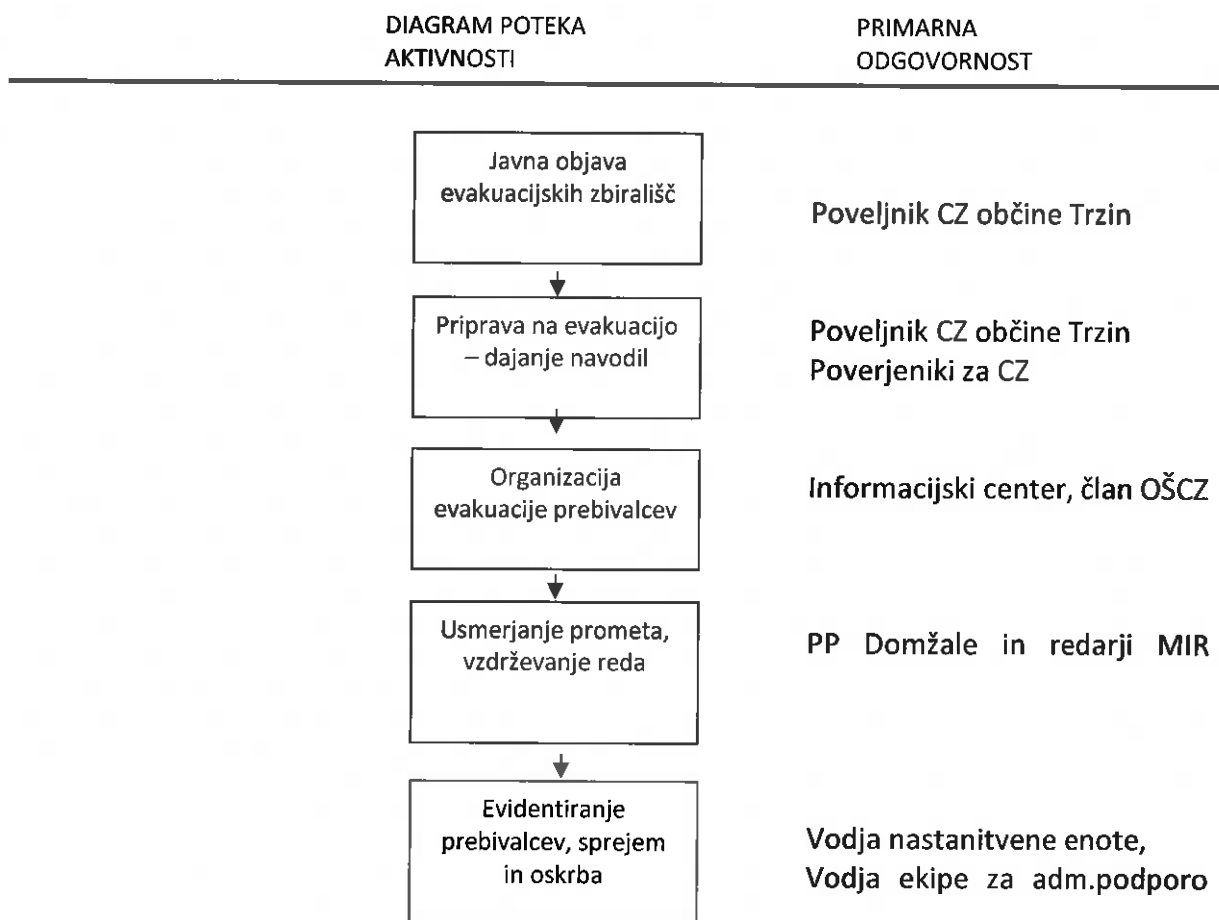 DIAGRAM POTEKA
AKTIVNOSTI
PRIMARNA
ODGOVORNOST
Javna objava
evakuacijskih zbirališč
Poveljnik CZ občine Trzin
Priprava na evakuacijo
– dajanje navodil
Poveljnik CZ občine Trzin
Poverjeniki za CZ
Organizacija
evakuacije prebivalcev
Informacijski center, član OŠCZ
Usmerjanje prometa,
vzdrževanje reda
PP Domžale in redarji MIR
Evidentiranje
prebivalcev, sprejem
in oskrba
Vodja nastanitvene enote,
Vodja ekipe za adm.podporo